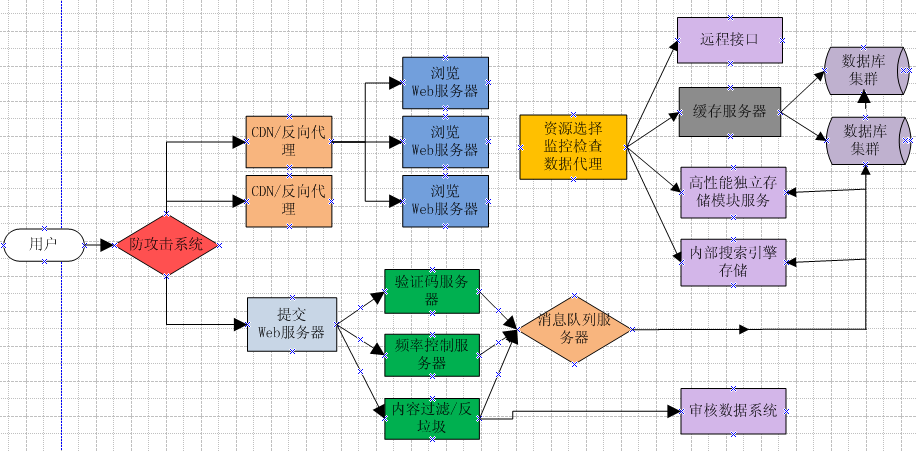 用户
防攻击系统
CDN/反向代
理
CDN/反向代
理
浏览
Web服务器
浏览
Web服务器
浏览
Web服务器
资源选择
监控检查
数据代理
远程接口
缓存服务器
高性能独立存
储模块服务
内部搜索引擎
存储
数据库
集群
数据库
集群
提交
Web服务器
验证码服务
器
频率控制服
务器
内容过滤/反
垃圾
消息队列服
务器
审核数据系统